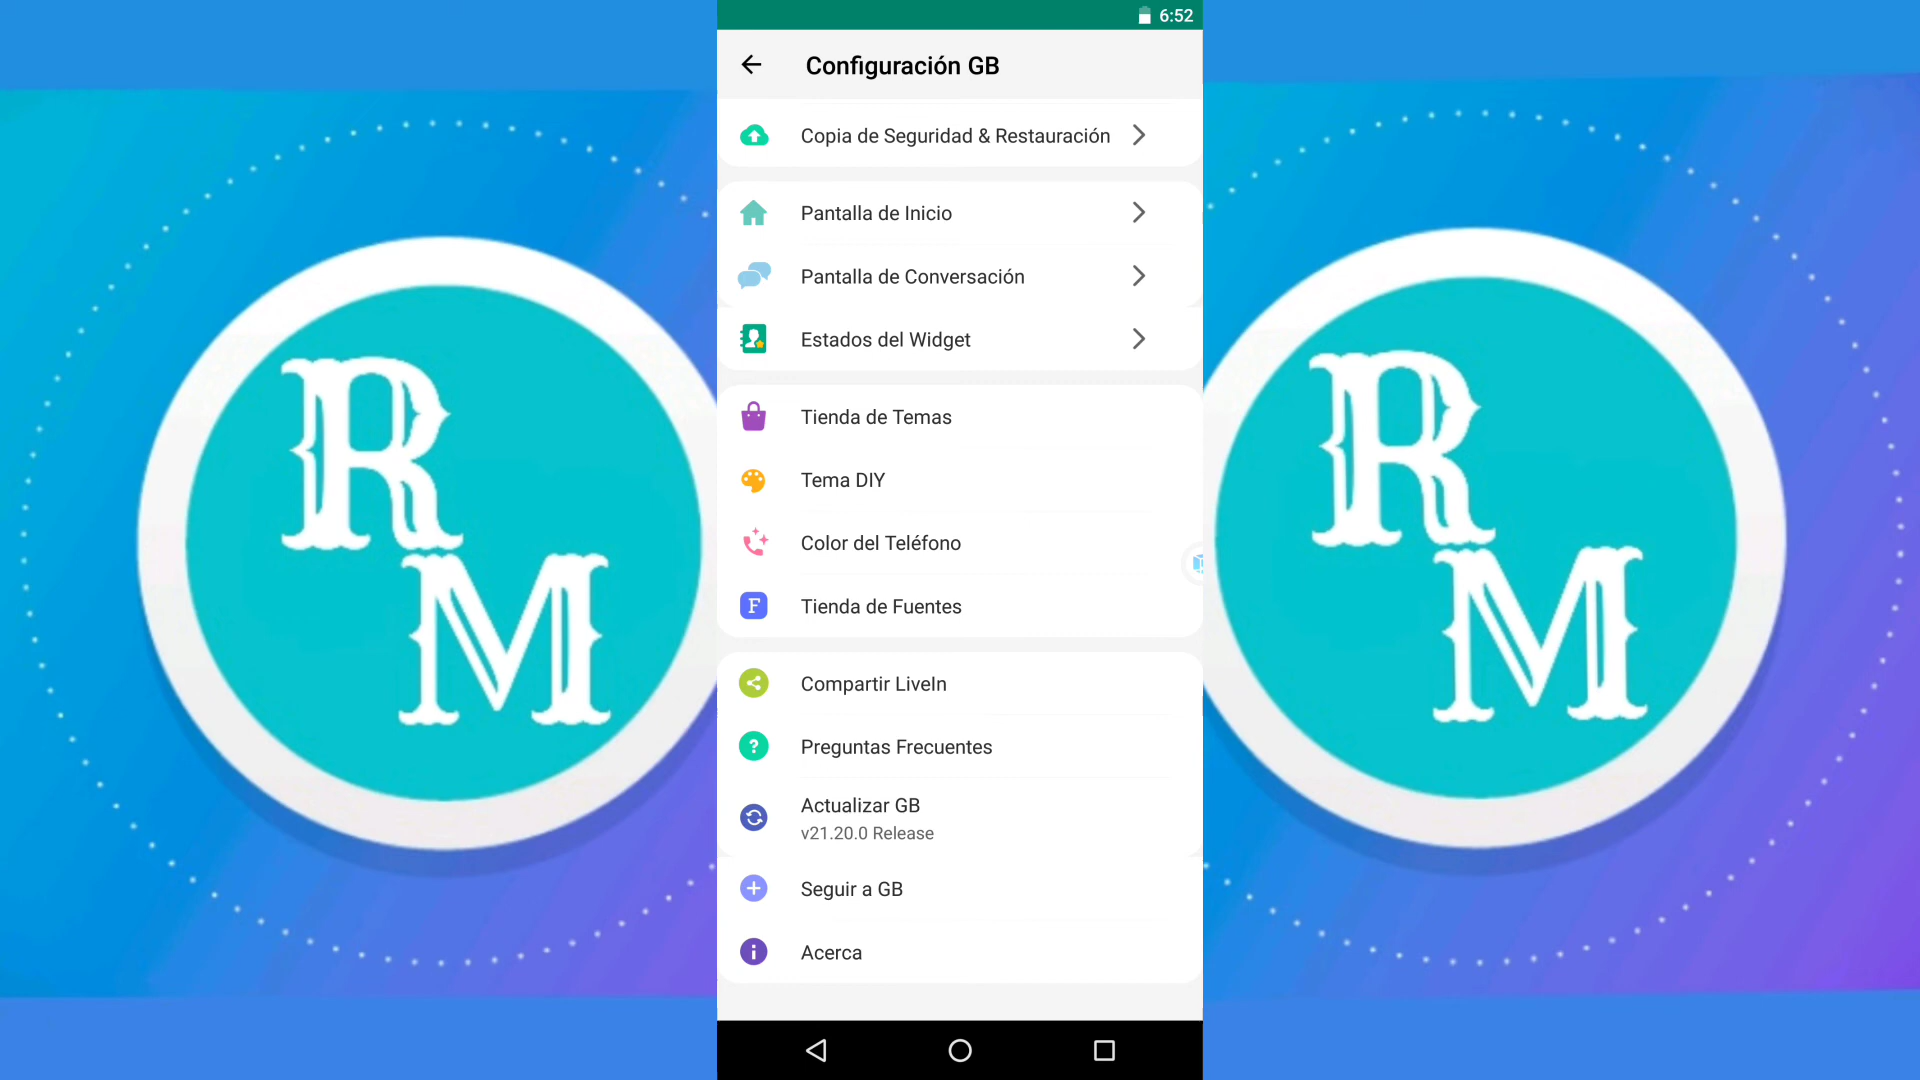 6:52
Configuración GB
Copia de Seguridad & Restauración
Pantalla de Inicio
Pantalla de Conversación
Estados del Widget
Tienda de Temas
Tema DIY
Color del Teléfono
F
Tienda de Fuentes
Compartir LiveIn
?
Preguntas Frecuentes
Actualizar GB
v21.20.0 Release
Seguir a GB
Acerca
R
M
R
M